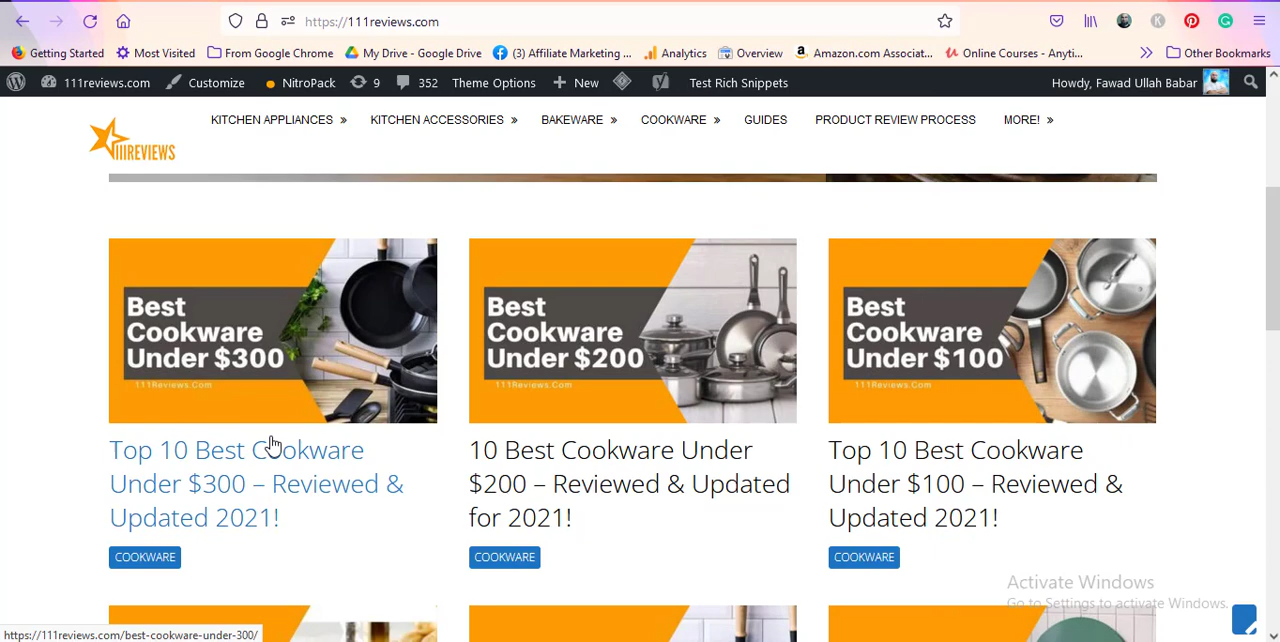 https://111reviews.com
Getting Started Most Visited From Google Chrome My Drive - Google Drive (3) Affiliate Marketing ... Analytics Overview Amazon.com Associat... Online Courses - Anyti... Other Bookmarks
111reviews.com Customize NitroPack 9 352 Theme Options New Test Rich Snippets Howdy, Fawad Ullah Babar
KITCHEN APPLIANCES » KITCHEN ACCESSORIES » BAKEWARE » COOKWARE » GUIDES PRODUCT REVIEW PROCESS MORE! »
111REVIEWS
Best
Cookware
Under $300
111Reviews.Com
Best
Cookware
Under $200
111Reviews.Com
Best
Cookware
Under $100
111Reviews.Com
Top 10 Best Cookware
Under $300 – Reviewed &
Updated 2021!
COOKWARE
10 Best Cookware Under
$200 – Reviewed & Updated
for 2021!
COOKWARE
Top 10 Best Cookware
Under $100 – Reviewed &
Updated 2021!
COOKWARE
Activate Windows
Go to Settings to activate Windows.
https://111reviews.com/best-cookware-under-300/